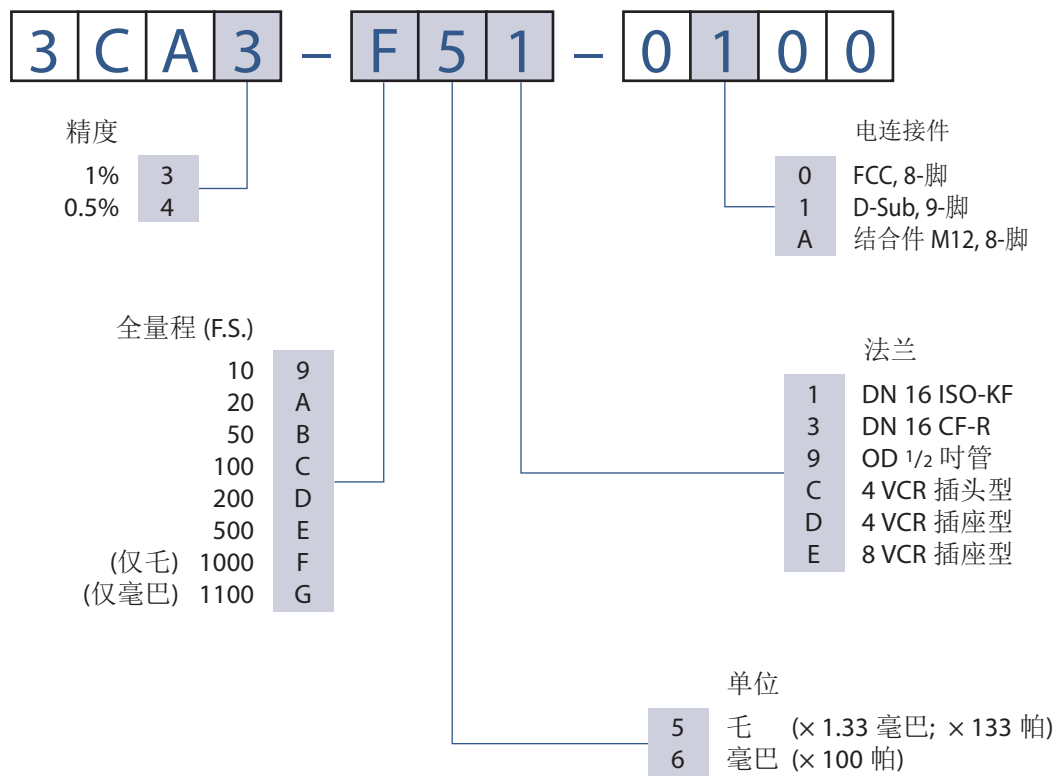 3CA3 – F51 – 0100
精度
1% 3
0.5% 4
电连接件
0 FCC, 8-脚
1 D-Sub, 9-脚
A 结合件 M12, 8-脚
全量程 (F.S.)
10 9
20 A
50 B
100 C
200 D
500 E
(仅乇) 1000 F
(仅毫巴) 1100 G
法兰
1 DN 16 ISO-KF
3 DN 16 CF-R
9 OD 1/2 吋管
C 4 VCR 插头型
D 4 VCR 插座型
E 8 VCR 插座型
单位
5 乇 (× 1.33 毫巴; × 133 帕)
6 毫巴 (× 100 帕)